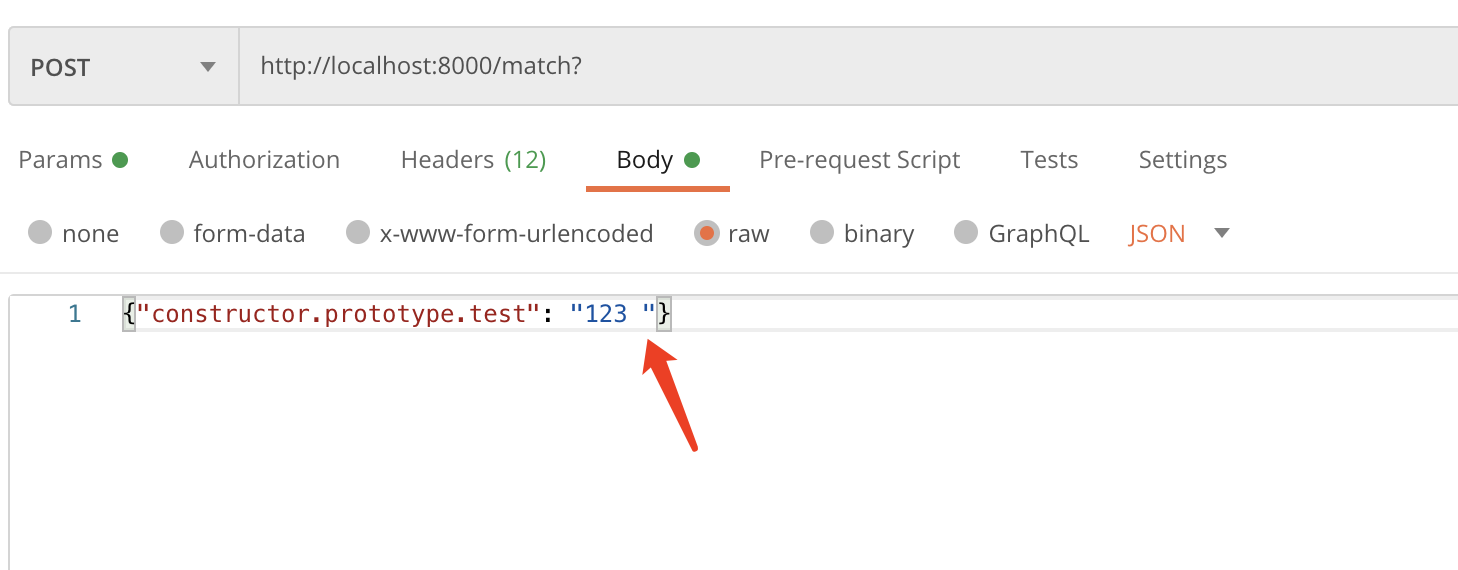 POST http://localhost:8000/match?
Params Authorization Headers (12) Body Pre-request Script Tests Settings
none form-data x-www-form-urlencoded raw binary GraphQL JSON
1 {"constructor.prototype.test": "123 "}